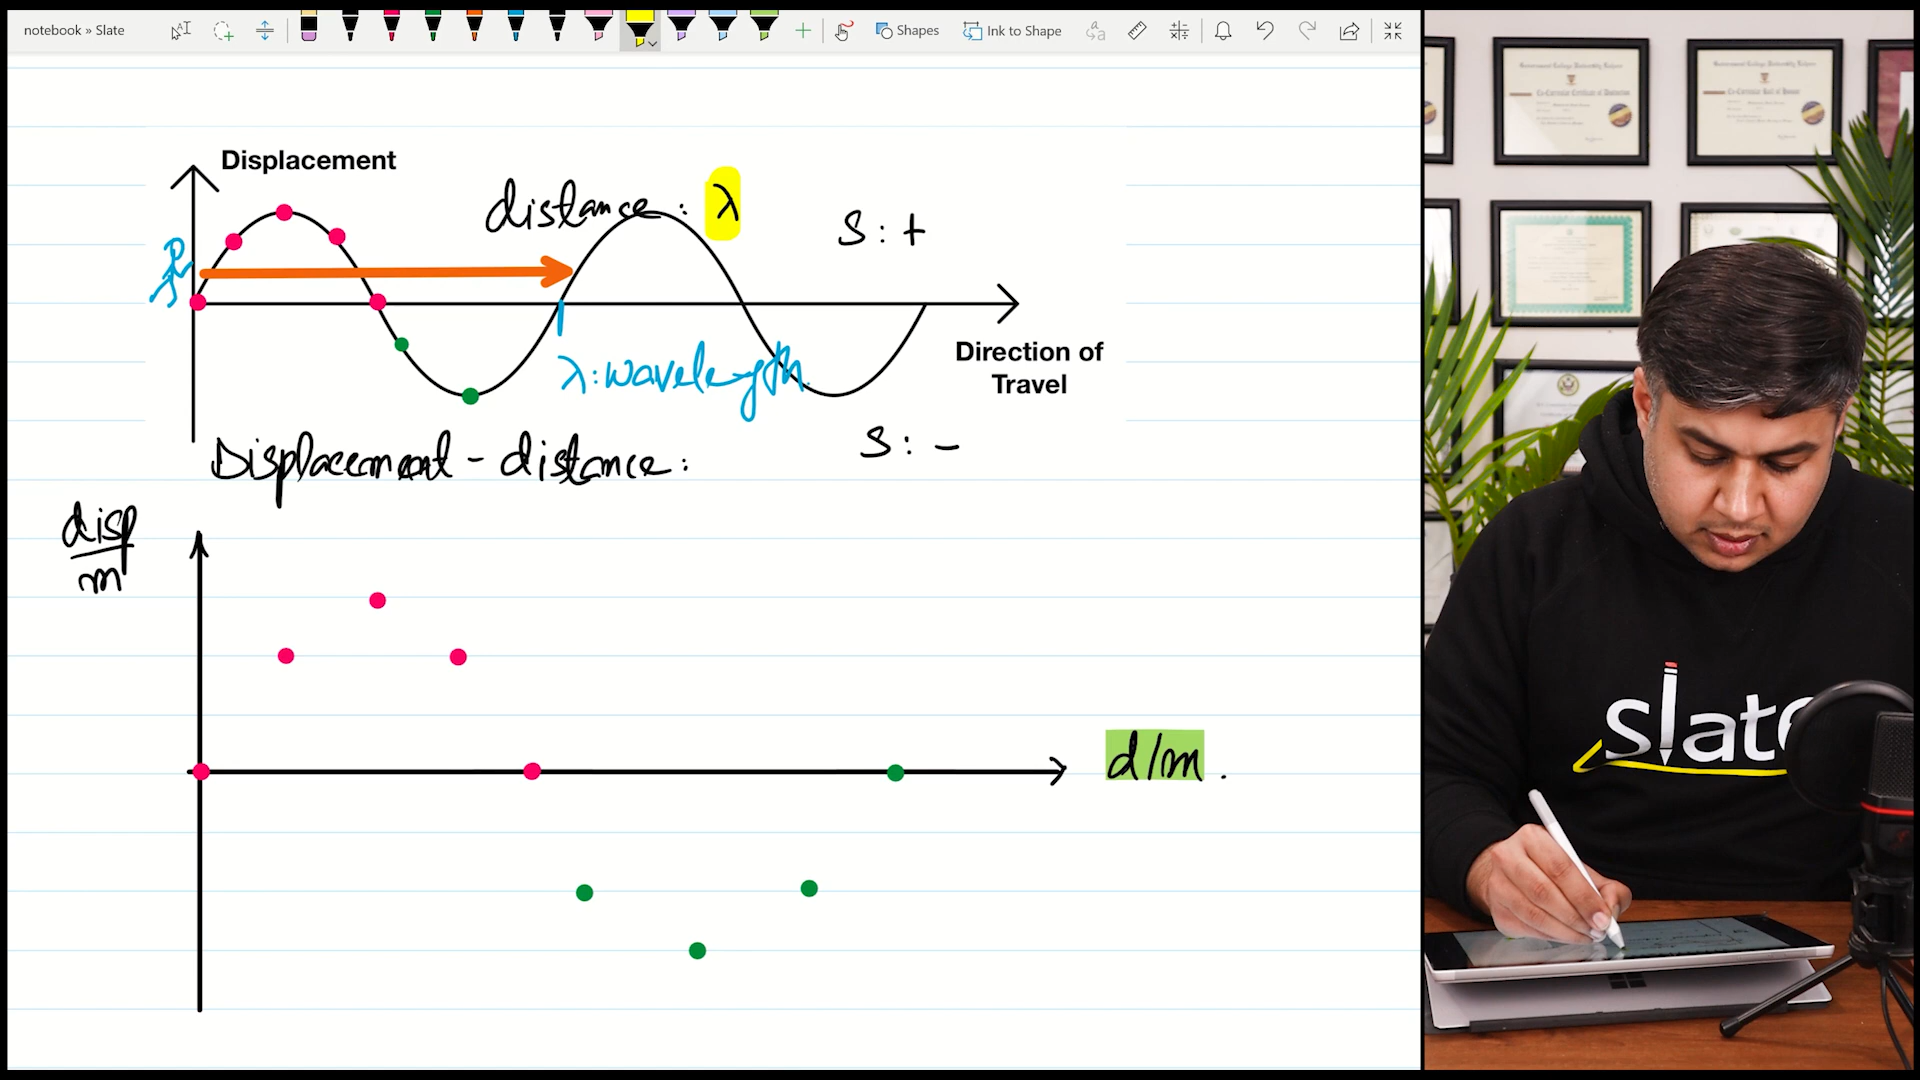 notebook » Slate
Shapes
Ink to Shape
Displacement
distance : λ
S : +
λ : wavelength
Direction of
Travel
Displacement - distance :
S : -
disp
m
d/m .
slate